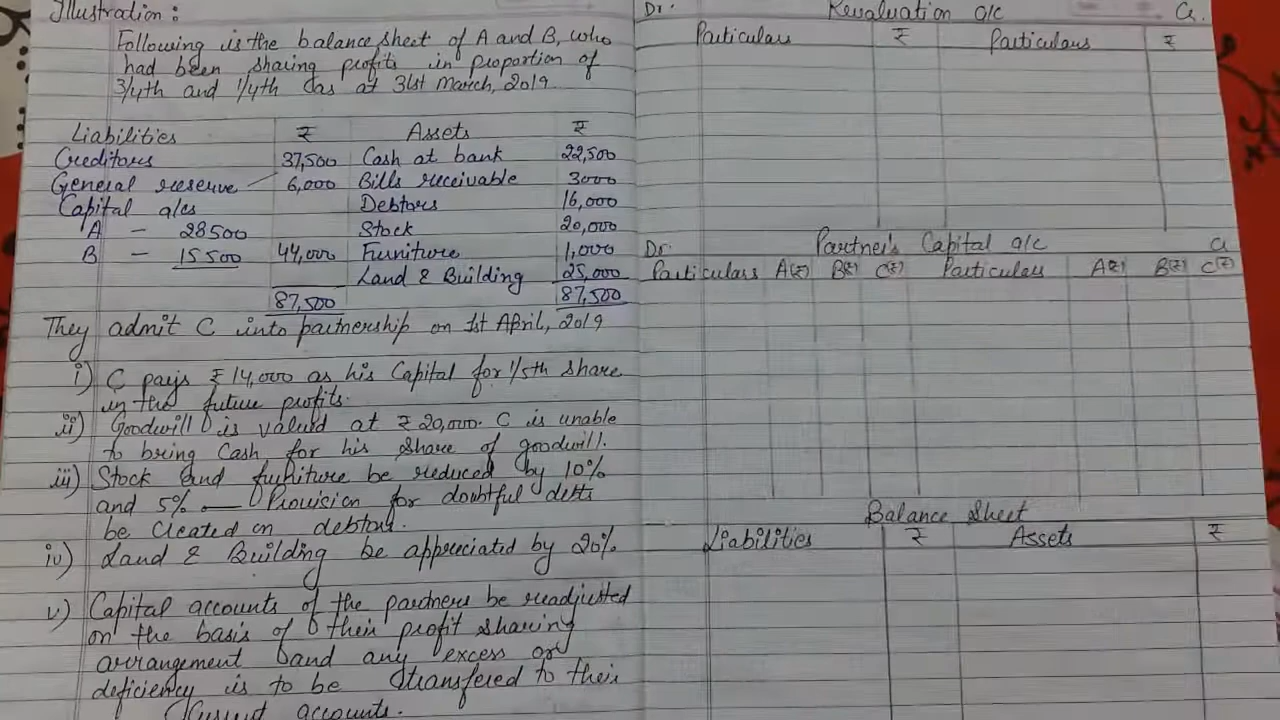 Illustration :
Following is the balance sheet of A and B, who
had been sharing profits in proportion of
3/4th and 1/4th as at 31st March, 2019
Liabilities ₹ Assets ₹
Creditors 37,500 Cash at bank 22,500
General reserve 6,000 Bills receivable 3000
Capital a/cs Debtors 16,000
A - 28500 Stock 20,000
B - 15500 44,000 Furniture 1,000
Land & Building 25,000
87,500 87,500
They admit C into partnership on 1st April, 2019
i) C pays ₹ 14,000 as his Capital for 1/5th share
in the future profits.
ii) Goodwill is valued at ₹ 20,000. C is unable
to bring Cash for his share of goodwill.
iii) Stock and furniture be reduced by 10%
and 5% — Provision for doubtful debts
be created on debtors.
iv) Land & Building be appreciated by 20%
v) Capital accounts of the partners be readjusted
on the basis of their profit sharing
arrangement and any excess or
deficiency is to be transfered to their
Current accounts.
Dr. Revaluation a/c Cr.
Particulars ₹ Particulars ₹
Dr. Partner's Capital a/c Cr
Particulars A(₹) B(₹) C(₹) Particulars A(₹) B(₹) C(₹)
Balance Sheet
Liabilities ₹ Assets ₹